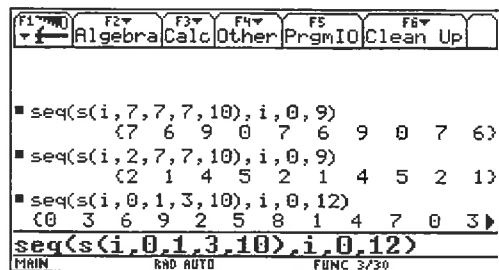 F1 F2 F3 F4 F5 F6
Algebra Calc Other PrgmIO Clean Up
▪ seq(s(i,7,7,7,10),i,0,9)
{7 6 9 0 7 6 9 0 7 6}
▪ seq(s(i,2,7,7,10),i,0,9)
{2 1 4 5 2 1 4 5 2 1}
▪ seq(s(i,0,1,3,10),i,0,12)
{0 3 6 9 2 5 8 1 4 7 0 3▶
seq(s(i,0,1,3,10),i,0,12)
MAIN RAD AUTO FUNC 3/30